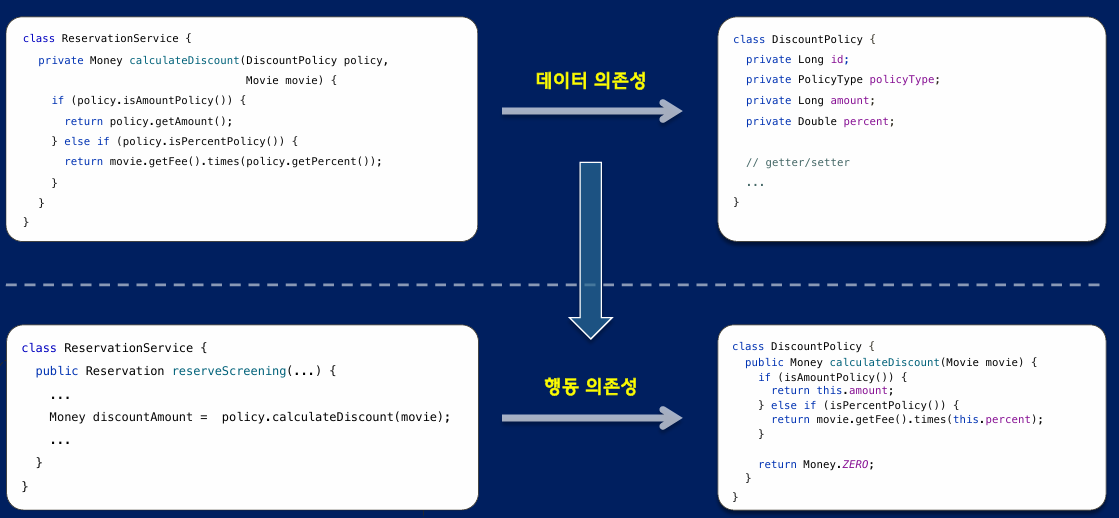 class ReservationService {
private Money calculateDiscount(DiscountPolicy policy,
Movie movie) {
if (policy.isAmountPolicy()) {
return policy.getAmount();
} else if (policy.isPercentPolicy()) {
return movie.getFee().times(policy.getPercent());
}
}
}
데이터 의존성
class DiscountPolicy {
private Long id;
private PolicyType policyType;
private Long amount;
private Double percent;
// getter/setter
...
}
class ReservationService {
public Reservation reserveScreening(...) {
...
Money discountAmount =  policy.calculateDiscount(movie);
...
}
}
행동 의존성
class DiscountPolicy {
public Money calculateDiscount(Movie movie) {
if (isAmountPolicy()) {
return this.amount;
} else if (isPercentPolicy()) {
return movie.getFee().times(this.percent);
}
return Money.ZERO;
}
}